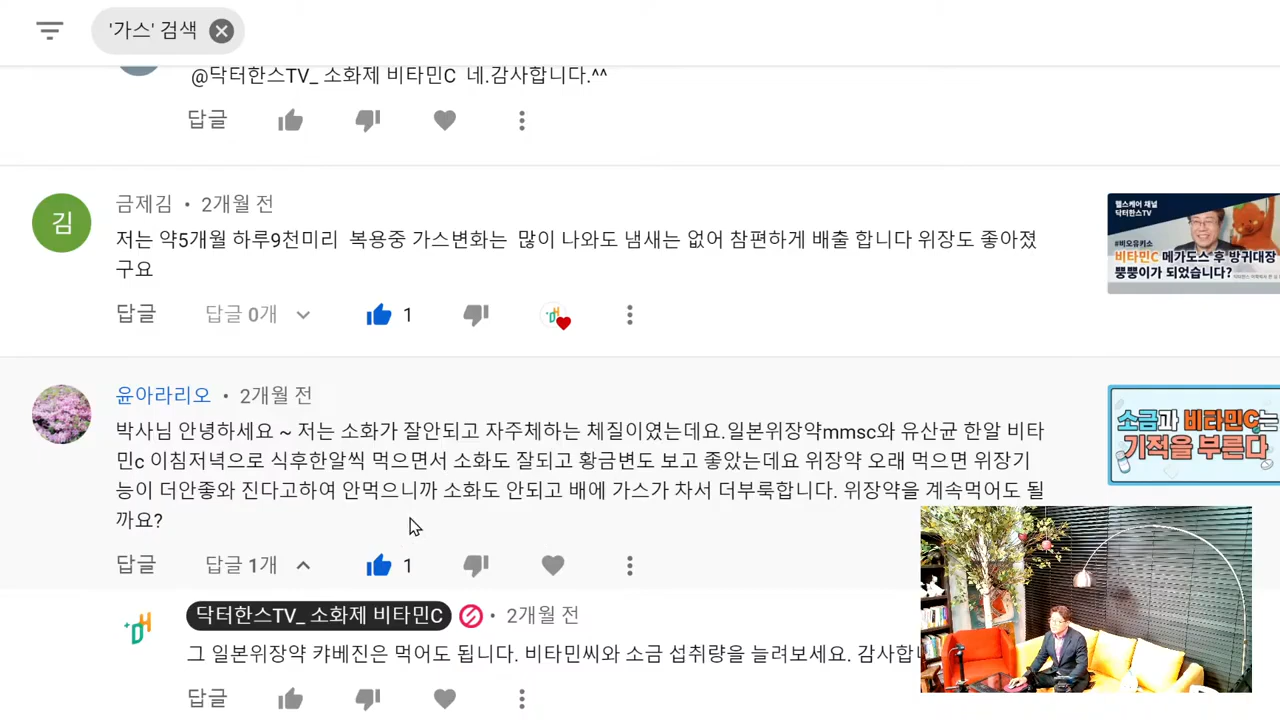 '가스' 검색
@닥터한스TV_ 소화제 비타민C 네.감사합니다.^^
답글
김
금제김 • 2개월 전
저는 약5개월 하루9천미리 복용중 가스변화는 많이 나와도 냄새는 없어 참편하게 배출 합니다 위장도 좋아졌
구요
답글 답글 0개 1
웰스케어 채널
닥터한스TV
#비오유키소
비타민C 메가도스 후 방귀대장
뿡뿡이가 되었습니다?
윤아라리오 • 2개월 전
박사님 안녕하세요 ~ 저는 소화가 잘안되고 자주체하는 체질이였는데요.일본위장약mmsc와 유산균 한알 비타
민c 이침저녁으로 식후한알씩 먹으면서 소화도 잘되고 황금변도 보고 좋았는데요 위장약 오래 먹으면 위장기
능이 더안좋와 진다고하여 안먹으니까 소화도 안되고 배에 가스가 차서 더부룩합니다. 위장약을 계속먹어도 될
까요?
소금과 비타민C는
기적을 부른다
답글 답글 1개 1
DH
닥터한스TV_ 소화제 비타민C • 2개월 전
그 일본위장약 캬베진은 먹어도 됩니다. 비타민씨와 소금 섭취량을 늘려보세요.
답글